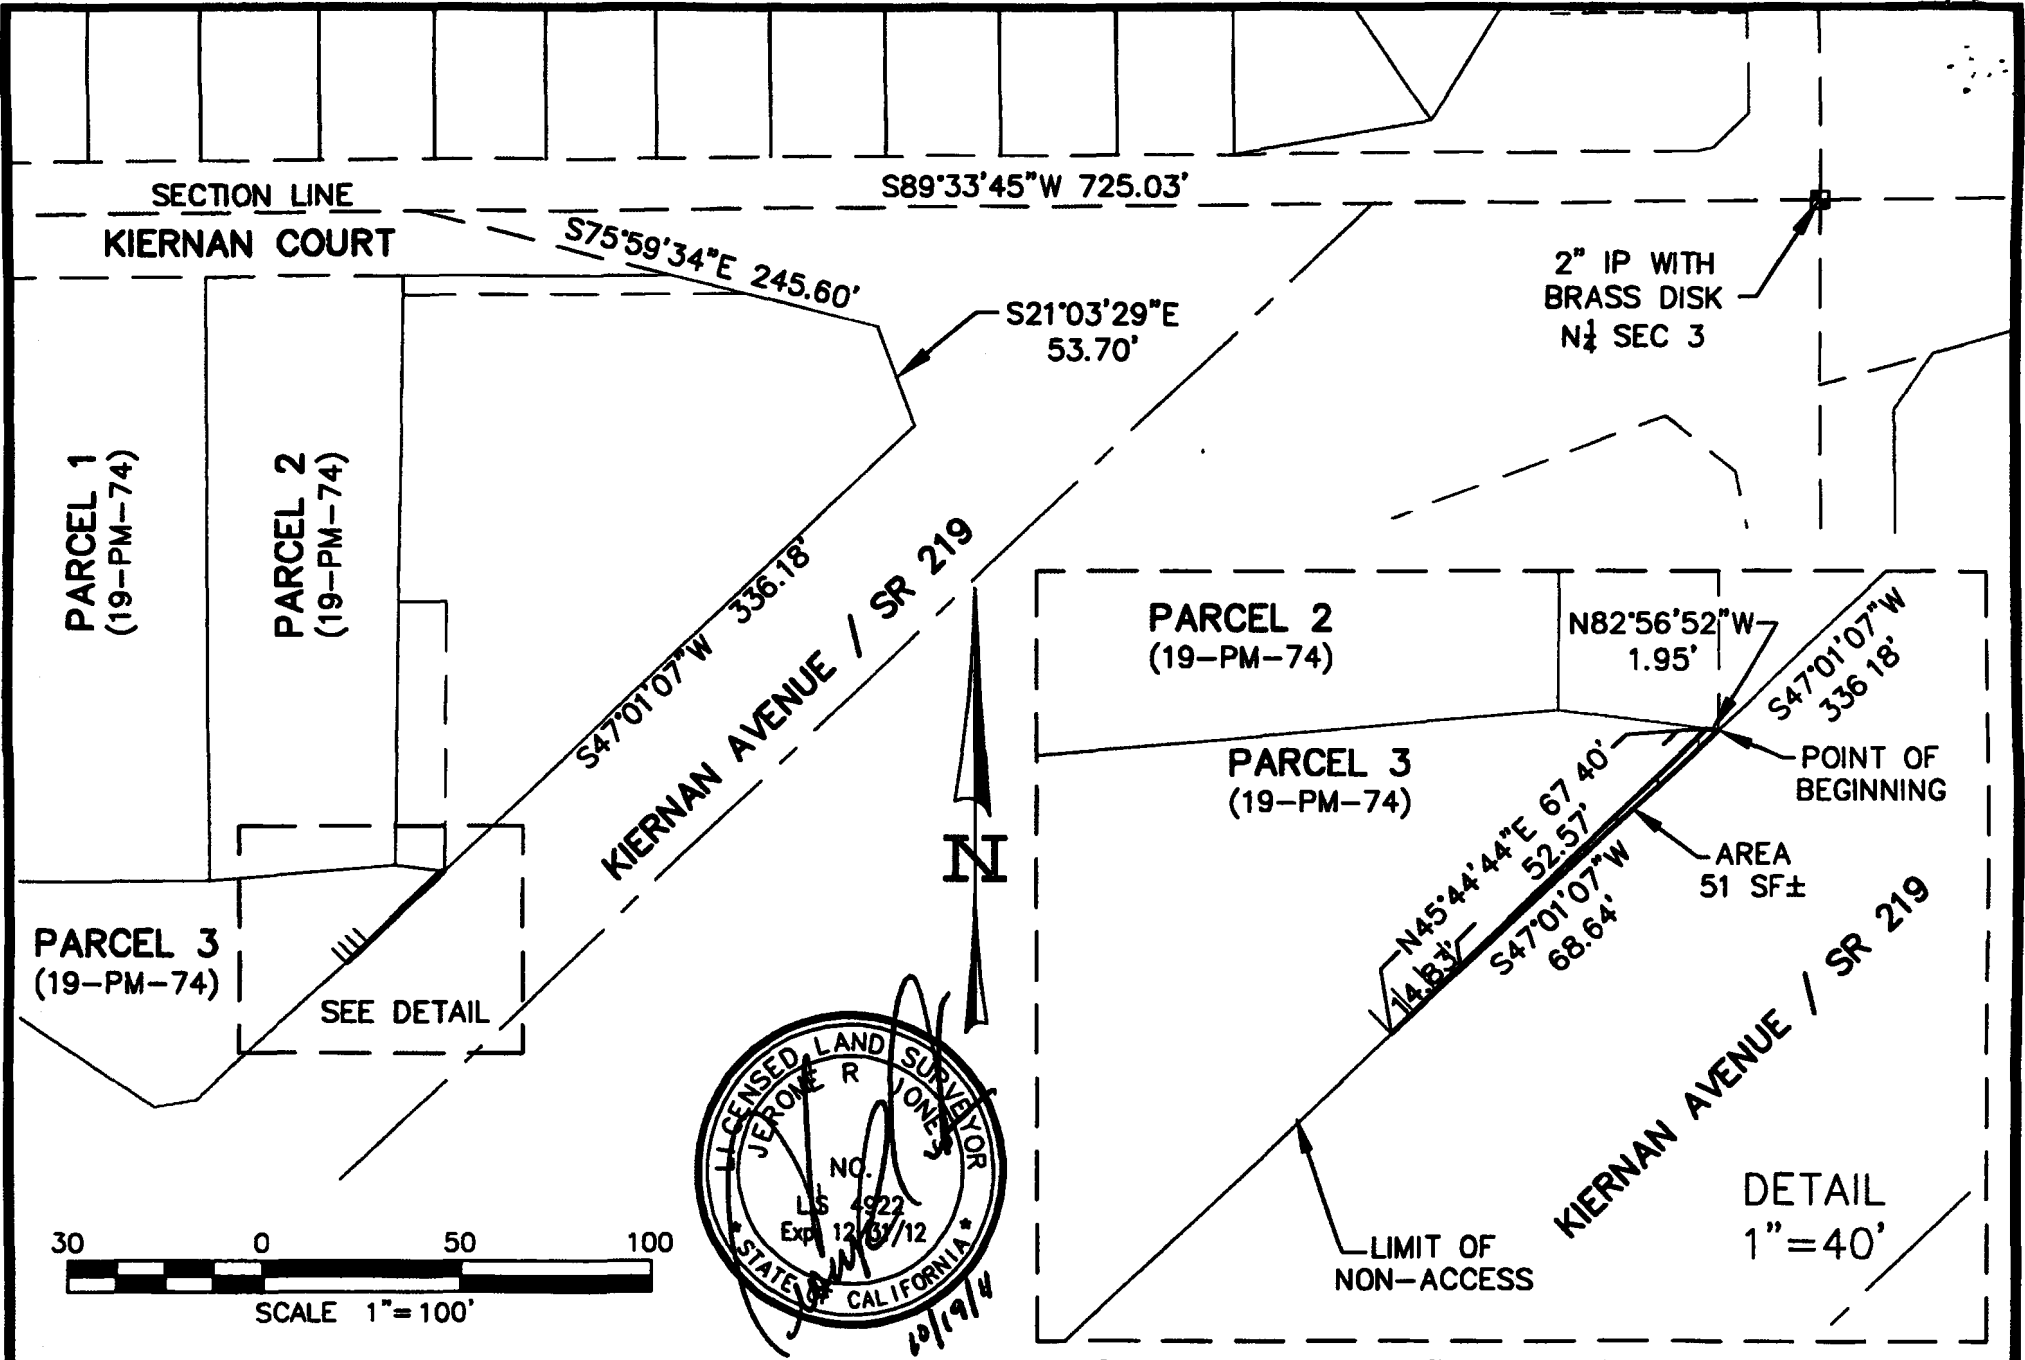 SECTION LINE
S89°33'45"W 725.03'
KIERNAN COURT
S75°59'34"E 245.60'
S21°03'29"E
53.70'
2" IP WITH
BRASS DISK
N¼ SEC 3
PARCEL 1
(19-PM-74)
PARCEL 2
(19-PM-74)
S47°01'07"W 336.18'
KIERNAN AVENUE / SR 219
PARCEL 3
(19-PM-74)
SEE DETAIL
N
PARCEL 2
(19-PM-74)
N82°56'52"W
1.95'
S47°01'07"W
336 18'
PARCEL 3
(19-PM-74)
POINT OF
BEGINNING
N45°44'44"E 67 40'
52.57'
14.83'
S47°01'07"W
68.64'
AREA
51 SF±
KIERNAN AVENUE / SR 219
LIMIT OF
NON-ACCESS
DETAIL
1"=40'
LICENSED LAND SURVEYOR
JEROME R JONES
NO.
LS 4922
Exp 12/31/12
STATE OF CALIFORNIA
30 0 50 100
SCALE 1"=100'